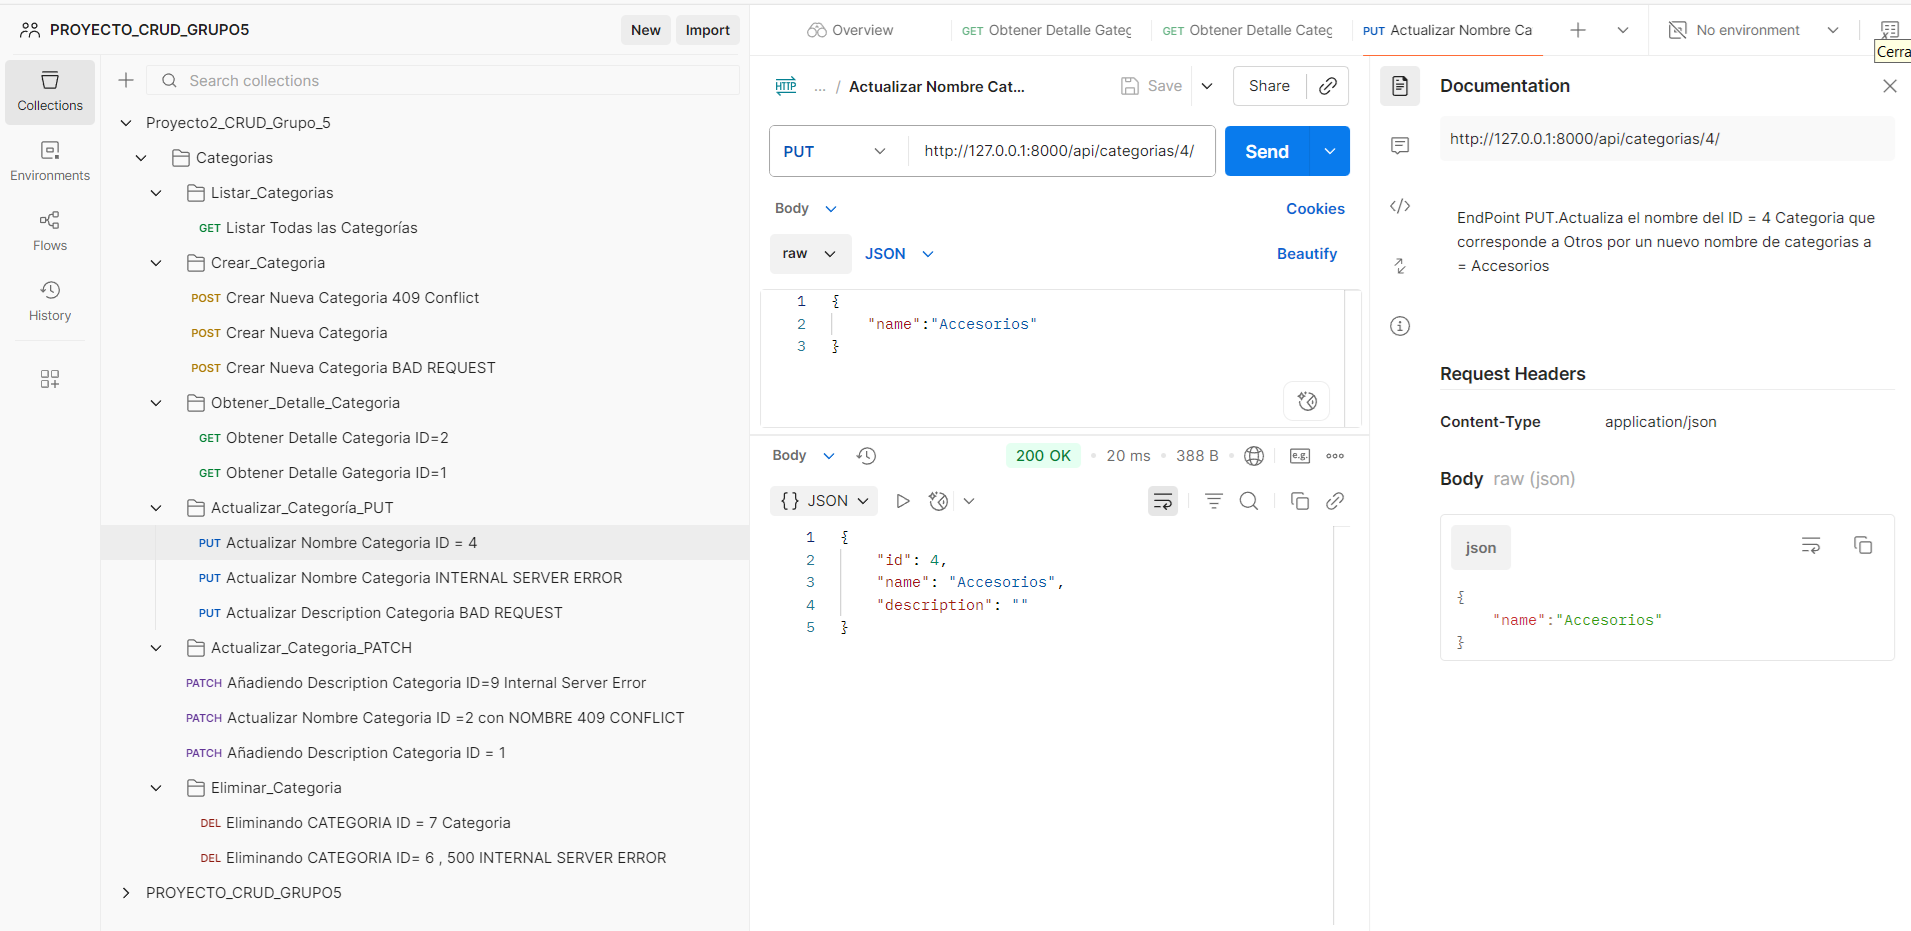 PROYECTO_CRUD_GRUPO5
New
Import
Overview
GET Obtener Detalle Gateg
GET Obtener Detalle Categ
PUT Actualizar Nombre Ca
No environment
Cerra
Collections
Environments
Flows
History
Search collections
Proyecto2_CRUD_Grupo_5
Categorias
Listar_Categorias
GET Listar Todas las Categorías
Crear_Categoria
POST Crear Nueva Categoria 409 Conflict
POST Crear Nueva Categoria
POST Crear Nueva Categoria BAD REQUEST
Obtener_Detalle_Categoria
GET Obtener Detalle Categoria ID=2
GET Obtener Detalle Gategoria ID=1
Actualizar_Categoría_PUT
PUT Actualizar Nombre Categoria ID = 4
PUT Actualizar Nombre Categoria INTERNAL SERVER ERROR
PUT Actualizar Description Categoria BAD REQUEST
Actualizar_Categoria_PATCH
PATCH Añadiendo Description Categoria ID=9 Internal Server Error
PATCH Actualizar Nombre Categoria ID =2 con NOMBRE 409 CONFLICT
PATCH Añadiendo Description Categoria ID = 1
Eliminar_Categoria
DEL Eliminando CATEGORIA ID = 7 Categoria
DEL Eliminando CATEGORIA ID= 6 , 500 INTERNAL SERVER ERROR
PROYECTO_CRUD_GRUPO5
HTTP ... / Actualizar Nombre Cat...
Save
Share
PUT
http://127.0.0.1:8000/api/categorias/4/
Send
Body
Cookies
raw
JSON
Beautify
1 {
2 "name":"Accesorios"
3 }
Body
200 OK • 20 ms • 388 B
e.g.
{} JSON
1 {
2 "id": 4,
3 "name": "Accesorios",
4 "description": ""
5 }
Documentation
http://127.0.0.1:8000/api/categorias/4/
EndPoint PUT.Actualiza el nombre del ID = 4 Categoria que
corresponde a Otros por un nuevo nombre de categorias a
= Accesorios
Request Headers
Content-Type application/json
Body raw (json)
json
{
"name":"Accesorios"
}